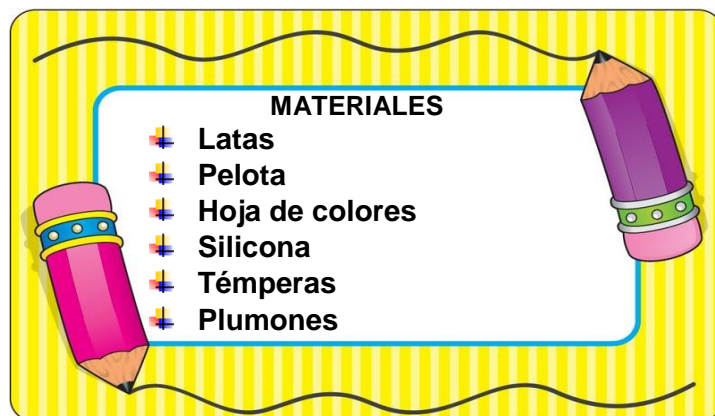 MATERIALES
Latas
Pelota
Hoja de colores
Silicona
Témperas
Plumones